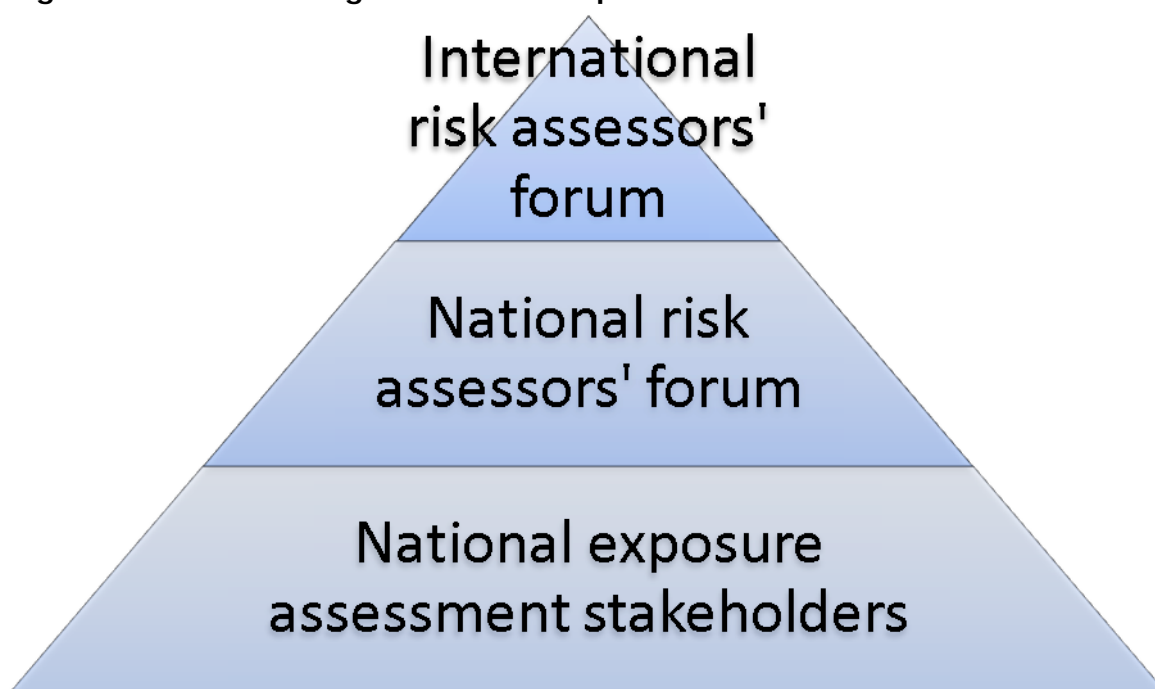 International
risk assessors'
forum
National risk
assessors' forum
National exposure
assessment stakeholders